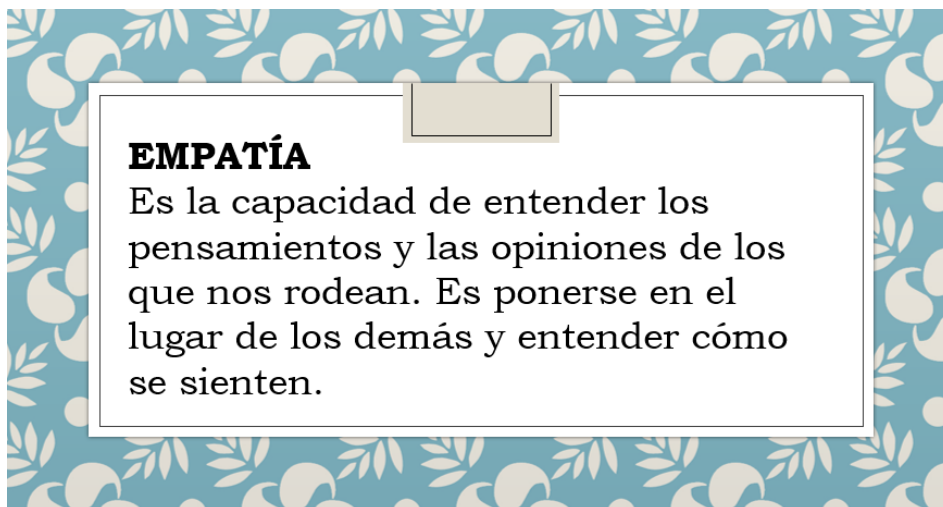 EMPATÍA
Es la capacidad de entender los
pensamientos y las opiniones de los
que nos rodean. Es ponerse en el
lugar de los demás y entender cómo
se sienten.